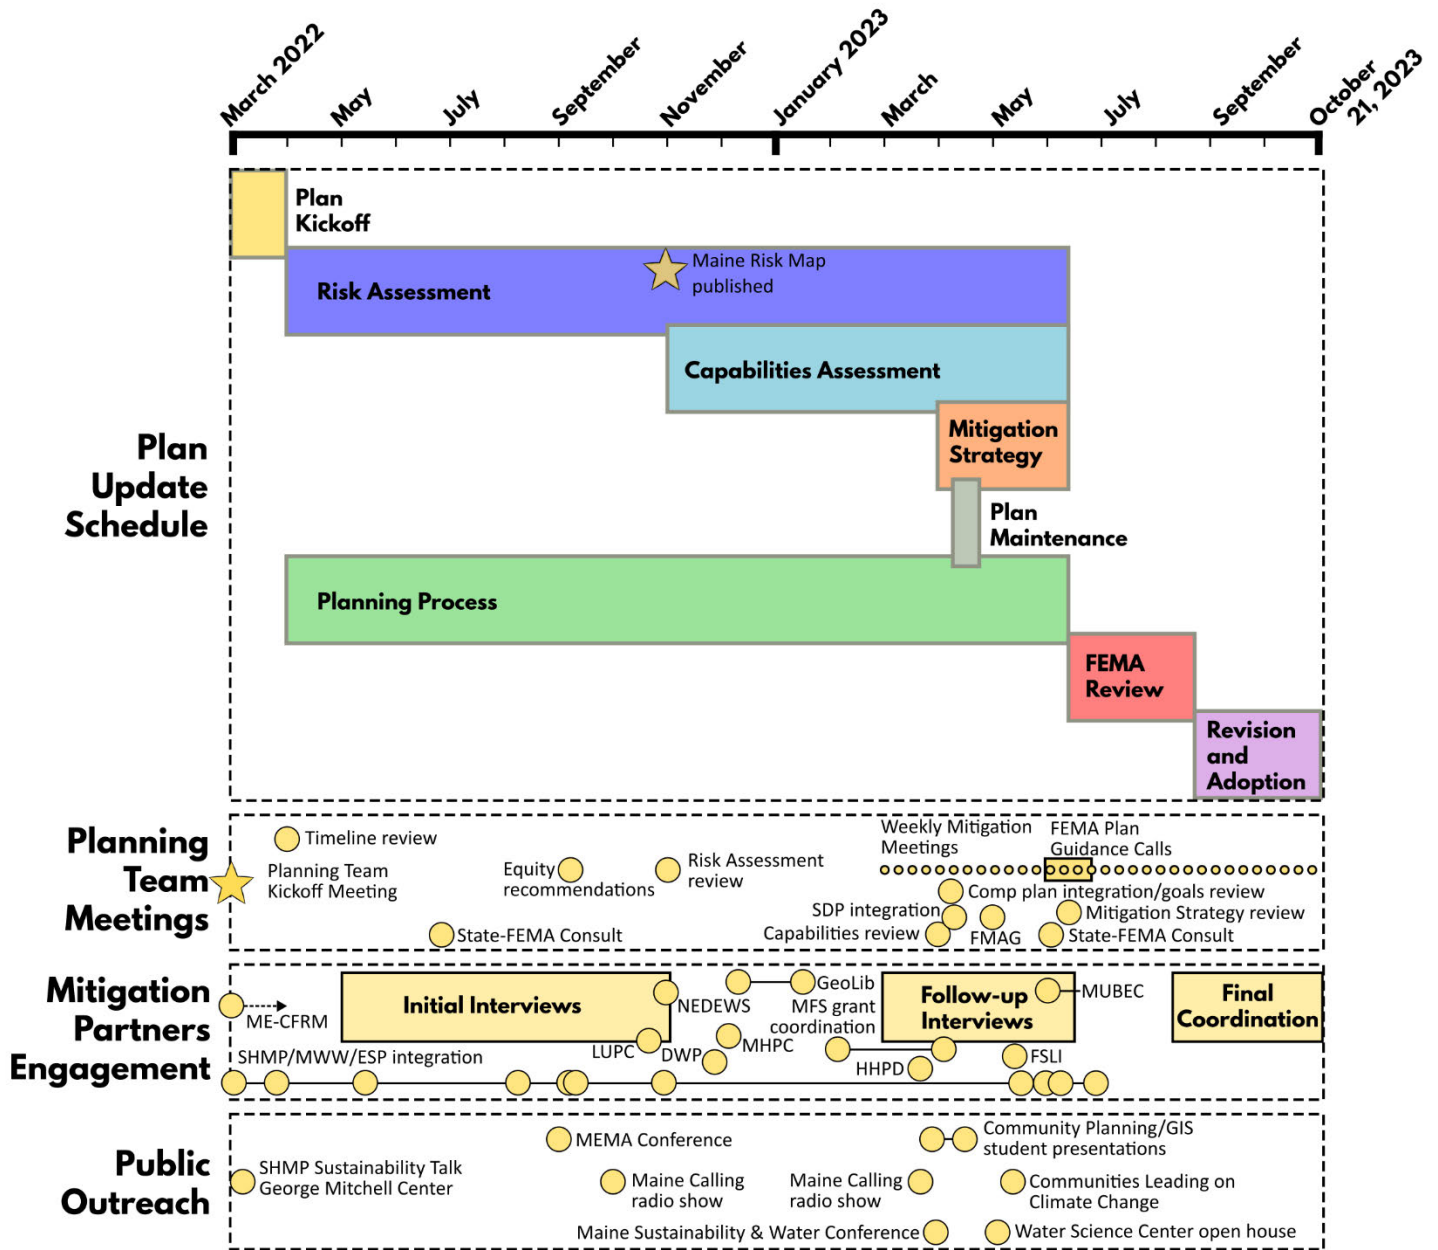 March 2022
May
July
September
November
January 2023
March
May
July
September
October
21, 2023
Plan
Update
Schedule
Plan
Kickoff
Risk Assessment
Maine Risk Map
published
Capabilities Assessment
Mitigation
Strategy
Plan
Maintenance
Planning Process
FEMA
Review
Revision
and
Adoption
Planning
Team
Meetings
Timeline review
Planning Team
Kickoff Meeting
State-FEMA Consult
Equity
recommendations
Risk Assessment
review
Weekly Mitigation
Meetings
FEMA Plan
Guidance Calls
Comp plan integration/goals review
SDP integration
Capabilities review
FMAG
Mitigation Strategy review
State-FEMA Consult
Mitigation
Partners
Engagement
ME-CFRM
Initial Interviews
NEDEWS
GeoLib
MFS grant
coordination
Follow-up
Interviews
MUBEC
Final
Coordination
LUPC
DWP
MHPC
HHPD
FSLI
SHMP/MWW/ESP integration
Public
Outreach
MEMA Conference
Community Planning/GIS
student presentations
SHMP Sustainability Talk
George Mitchell Center
Maine Calling
radio show
Maine Calling
radio show
Communities Leading on
Climate Change
Maine Sustainability & Water Conference
Water Science Center open house